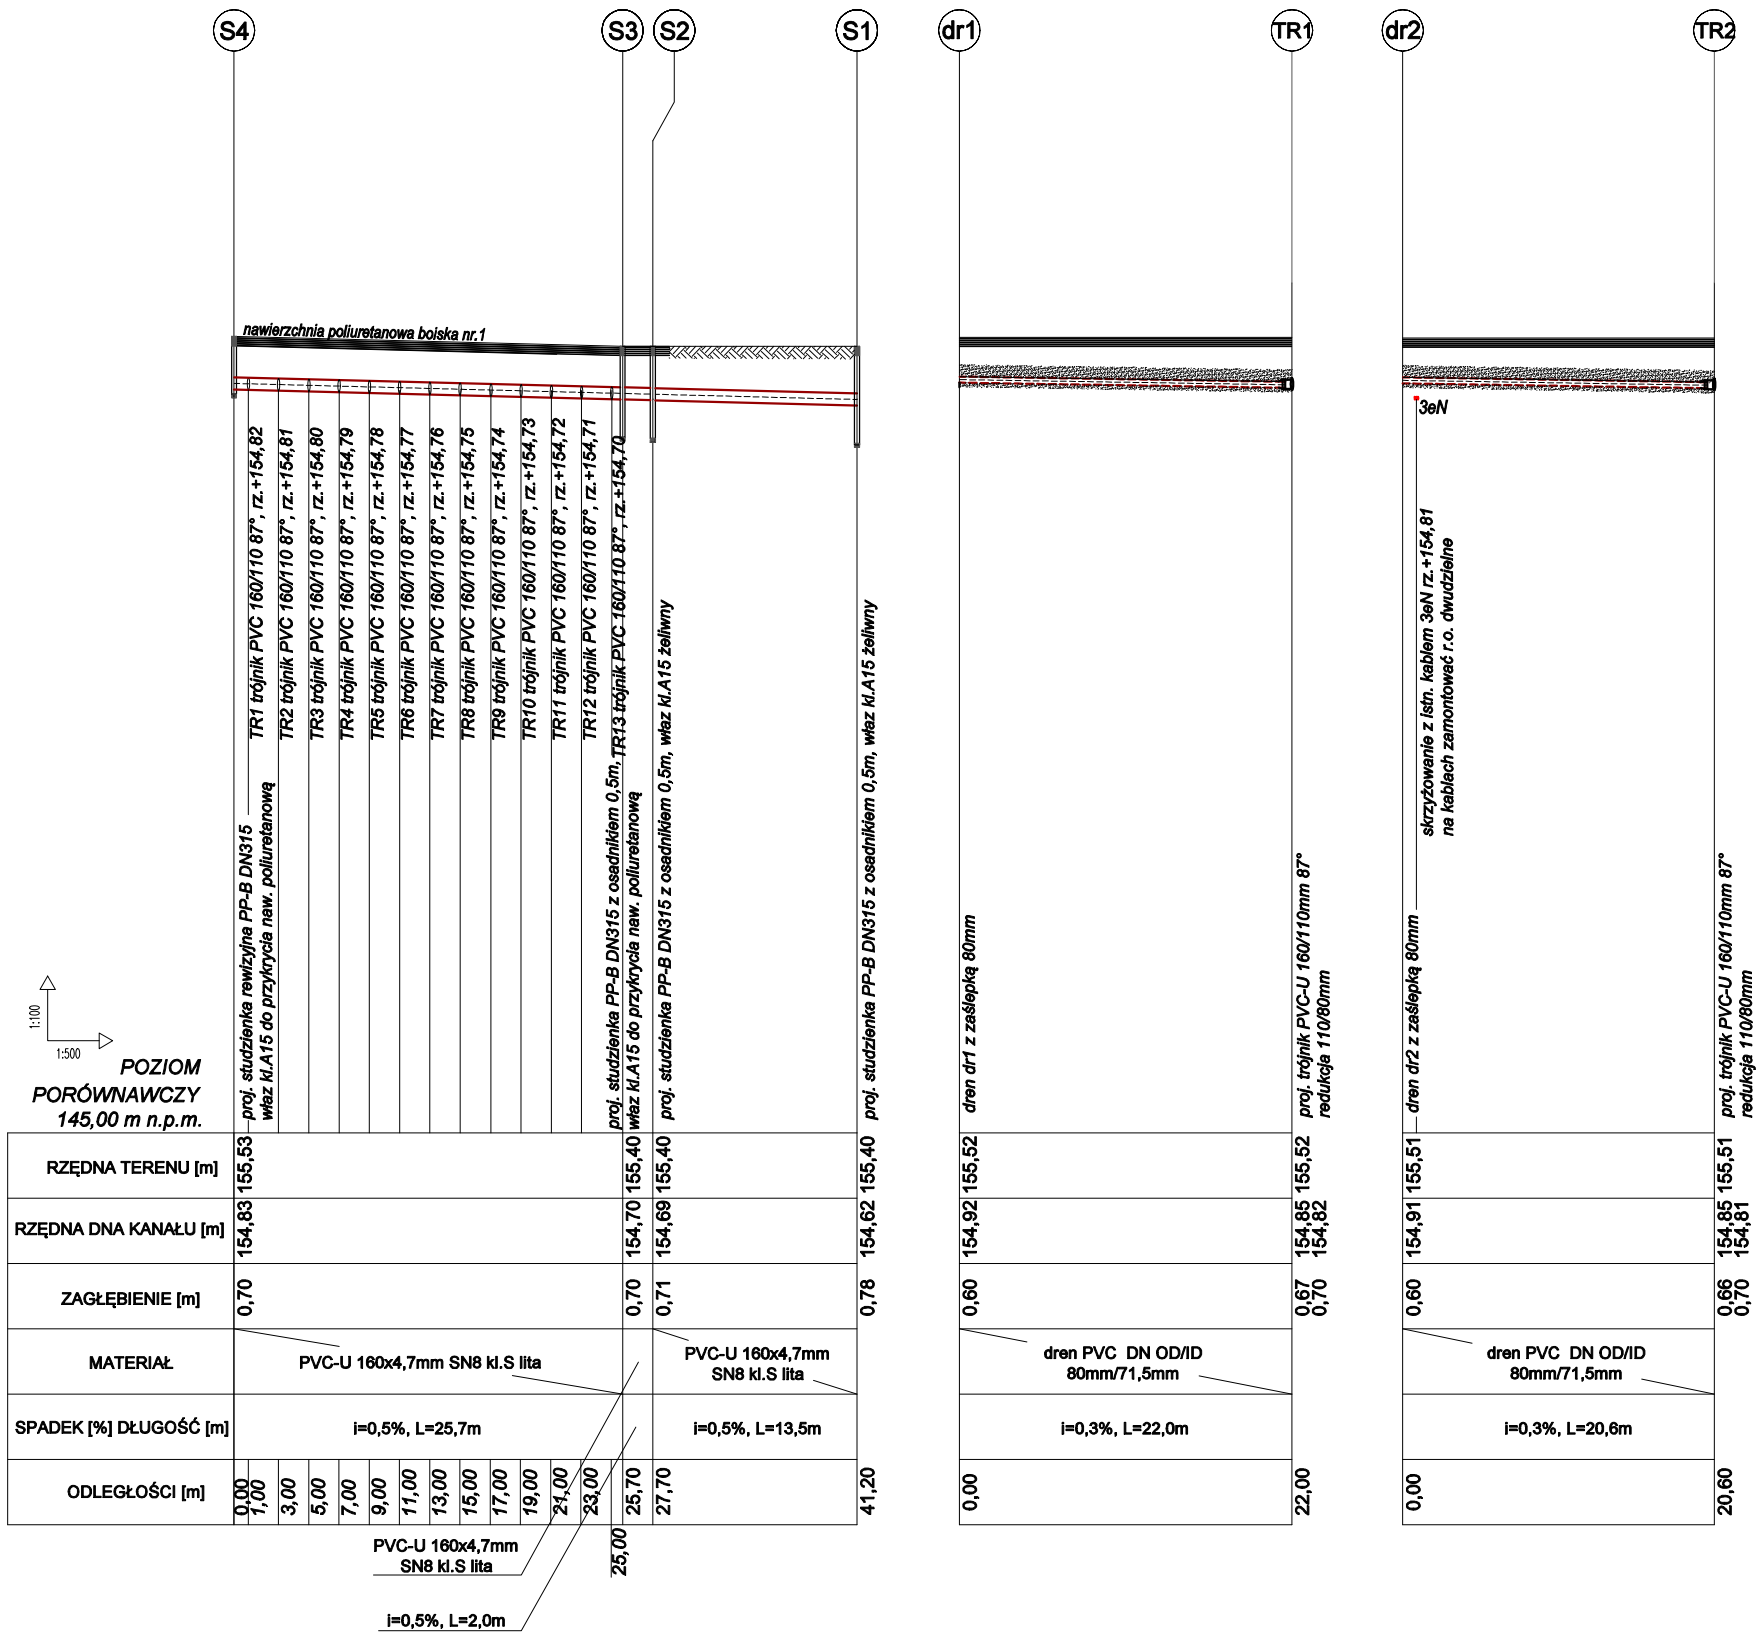 S4
S3
S2
S1
dr1
TR1
dr2
TR2
nawierzchnia poliuretanowa boiska nr.1
3eN
TR1 trójnik PVC 160/110 87°, rz.+154,82
TR2 trójnik PVC 160/110 87°, rz.+154,81
TR3 trójnik PVC 160/110 87°, rz.+154,80
TR4 trójnik PVC 160/110 87°, rz.+154,79
TR5 trójnik PVC 160/110 87°, rz.+154,78
TR6 trójnik PVC 160/110 87°, rz.+154,77
TR7 trójnik PVC 160/110 87°, rz.+154,76
TR8 trójnik PVC 160/110 87°, rz.+154,75
TR9 trójnik PVC 160/110 87°, rz.+154,74
TR10 trójnik PVC 160/110 87°, rz.+154,73
TR11 trójnik PVC 160/110 87°, rz.+154,72
TR12 trójnik PVC 160/110 87°, rz.+154,71
TR13 trójnik PVC 160/110 87°, rz.+154,70
proj. studzienka rewizyjna PP-B DN315
właz kl.A15 do przykrycia naw. poliuretanową
proj. studzienka PP-B DN315 z osadnikiem 0,5m,
właz kl.A15 do przykrycia naw. poliuretanową
proj. studzienka PP-B DN315 z osadnikiem 0,5m, właz kl.A15 żeliwny
proj. studzienka PP-B DN315 z osadnikiem 0,5m, właz kl.A15 żeliwny
dren dr1 z zaślepką 80mm
proj. trójnik PVC-U 160/110mm 87°
redukcja 110/80mm
dren dr2 z zaślepką 80mm
skrzyżowanie z istn. kablem 3eN rz.+154,81
na kablach zamontować r.o. dwudzielne
proj. trójnik PVC-U 160/110mm 87°
redukcja 110/80mm
1:100
1:500
POZIOM
PORÓWNAWCZY
145,00 m n.p.m.
RZĘDNA TERENU [m]
155,53
155,40
155,40
155,40
155,52
155,52
155,51
155,51
RZĘDNA DNA KANAŁU [m]
154,83
154,70
154,69
154,62
154,92
154,85
154,82
154,91
154,85
154,81
ZAGŁĘBIENIE [m]
0,70
0,70
0,71
0,78
0,60
0,67
0,70
0,60
0,66
0,70
MATERIAŁ
PVC-U 160x4,7mm SN8 kl.S lita
PVC-U 160x4,7mm
SN8 kl.S lita
dren PVC DN OD/ID
80mm/71,5mm
dren PVC DN OD/ID
80mm/71,5mm
SPADEK [%] DŁUGOŚĆ [m]
i=0,5%, L=25,7m
i=0,5%, L=13,5m
i=0,3%, L=22,0m
i=0,3%, L=20,6m
ODLEGŁOŚCI [m]
0,00
1,00
3,00
5,00
7,00
9,00
11,00
13,00
15,00
17,00
19,00
21,00
23,00
25,00
25,70
27,70
41,20
0,00
22,00
0,00
20,60
PVC-U 160x4,7mm
SN8 kl.S lita
i=0,5%, L=2,0m